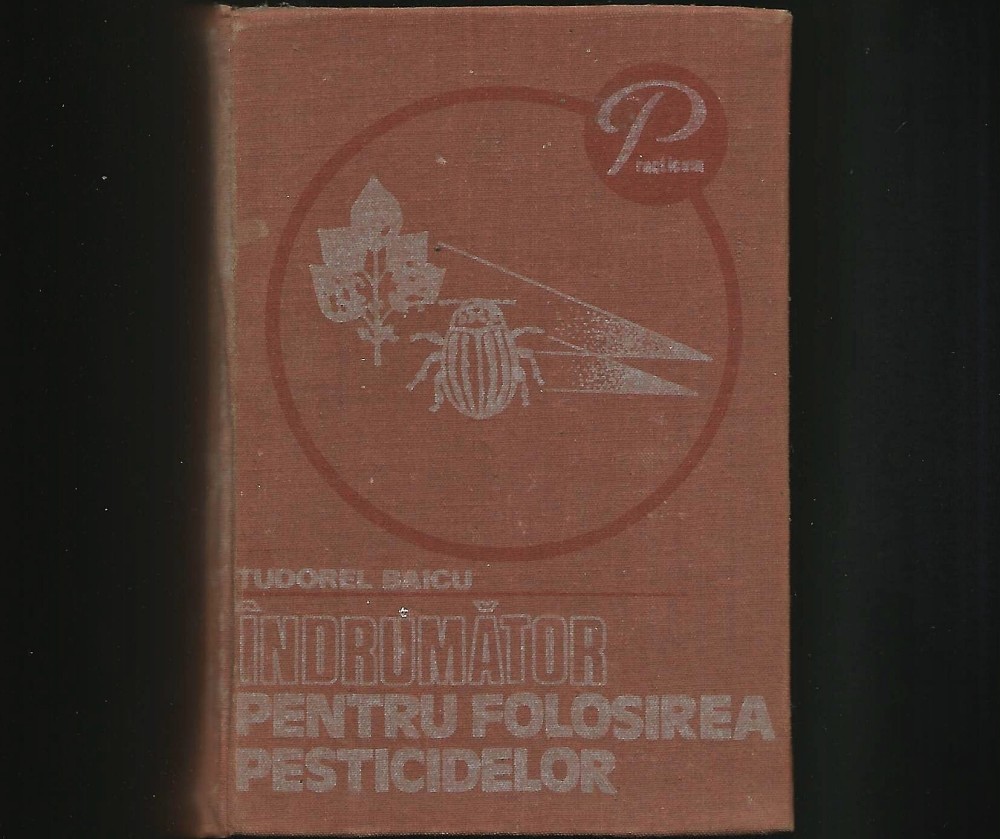 Practicum
TUDOREL BAICU
ÎNDRUMĂTOR
PENTRU FOLOSIREA
PESTICIDELOR